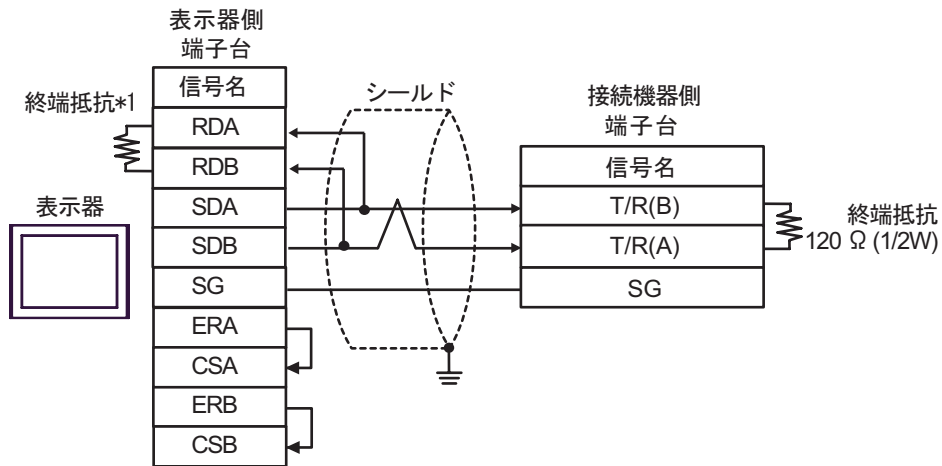 表示器側
端子台
信号名
終端抵抗*1
RDA
RDB
表示器
SDA
SDB
SG
ERA
CSA
ERB
CSB
シールド
接続機器側
端子台
信号名
T/R(B)
T/R(A)
SG
終端抵抗
120 Ω (1/2W)